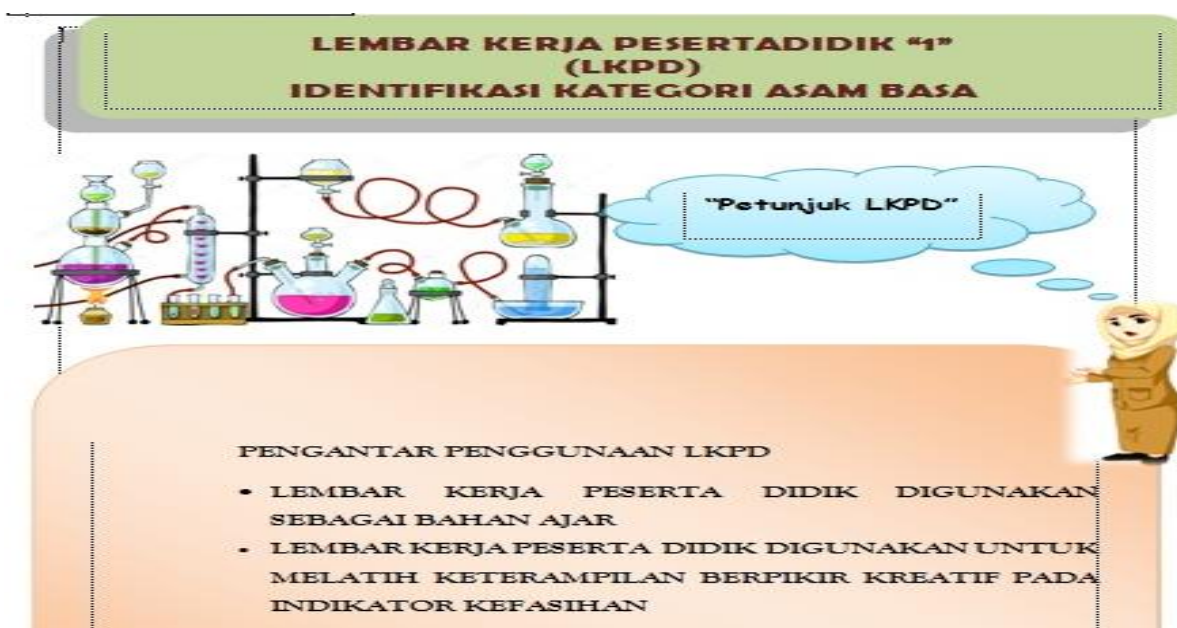 LEMBAR KERJA PESERTADIDIK “1”
(LKPD)
IDENTIFIKASI KATEGORI ASAM BASA
“Petunjuk LKPD”
PENGANTAR PENGGUNAAN LKPD
• LEMBAR KERJA PESERTA DIDIK DIGUNAKAN
SEBAGAI BAHAN AJAR
• LEMBAR KERJA PESERTA DIDIK DIGUNAKAN UNTUK
MELATIH KETERAMPILAN BERPIKIR KREATIF PADA
INDIKATOR KEFASIHAN